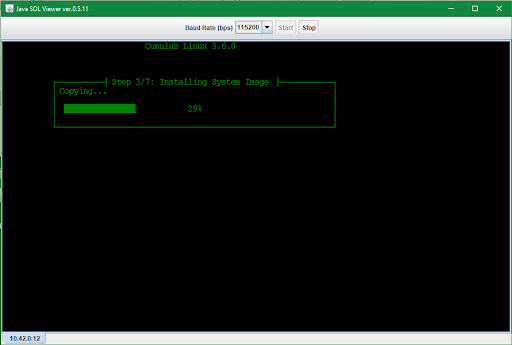 Java SOL Viewer ver.0.5.11
Baud Rate (bps) 115200 Start Stop
Cumulus Linux 3.6.0
Step 3/7: Installing System Image
Copying...
29%
10.42.0.12